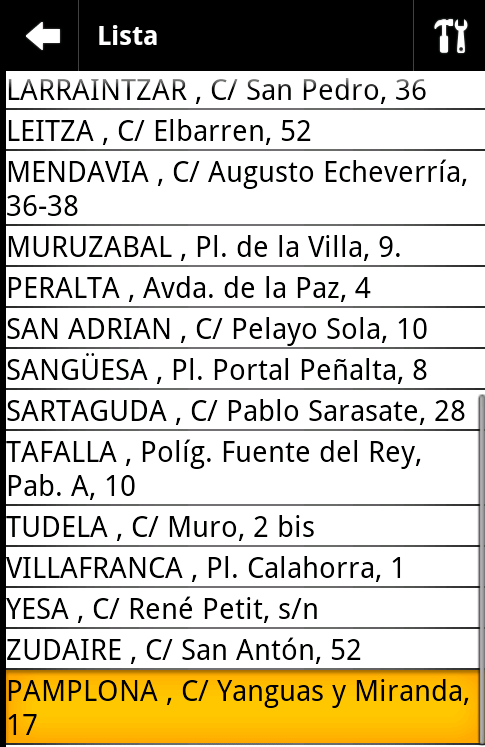 Lista
LARRAINTZAR , C/ San Pedro, 36
LEITZA , C/ Elbarren, 52
MENDAVIA , C/ Augusto Echeverría,
36-38
MURUZABAL , Pl. de la Villa, 9.
PERALTA , Avda. de la Paz, 4
SAN ADRIAN , C/ Pelayo Sola, 10
SANGÜESA , Pl. Portal Peñalta, 8
SARTAGUDA , C/ Pablo Sarasate, 28
TAFALLA , Políg. Fuente del Rey,
Pab. A, 10
TUDELA , C/ Muro, 2 bis
VILLAFRANCA , Pl. Calahorra, 1
YESA , C/ René Petit, s/n
ZUDAIRE , C/ San Antón, 52
PAMPLONA , C/ Yanguas y Miranda,
17